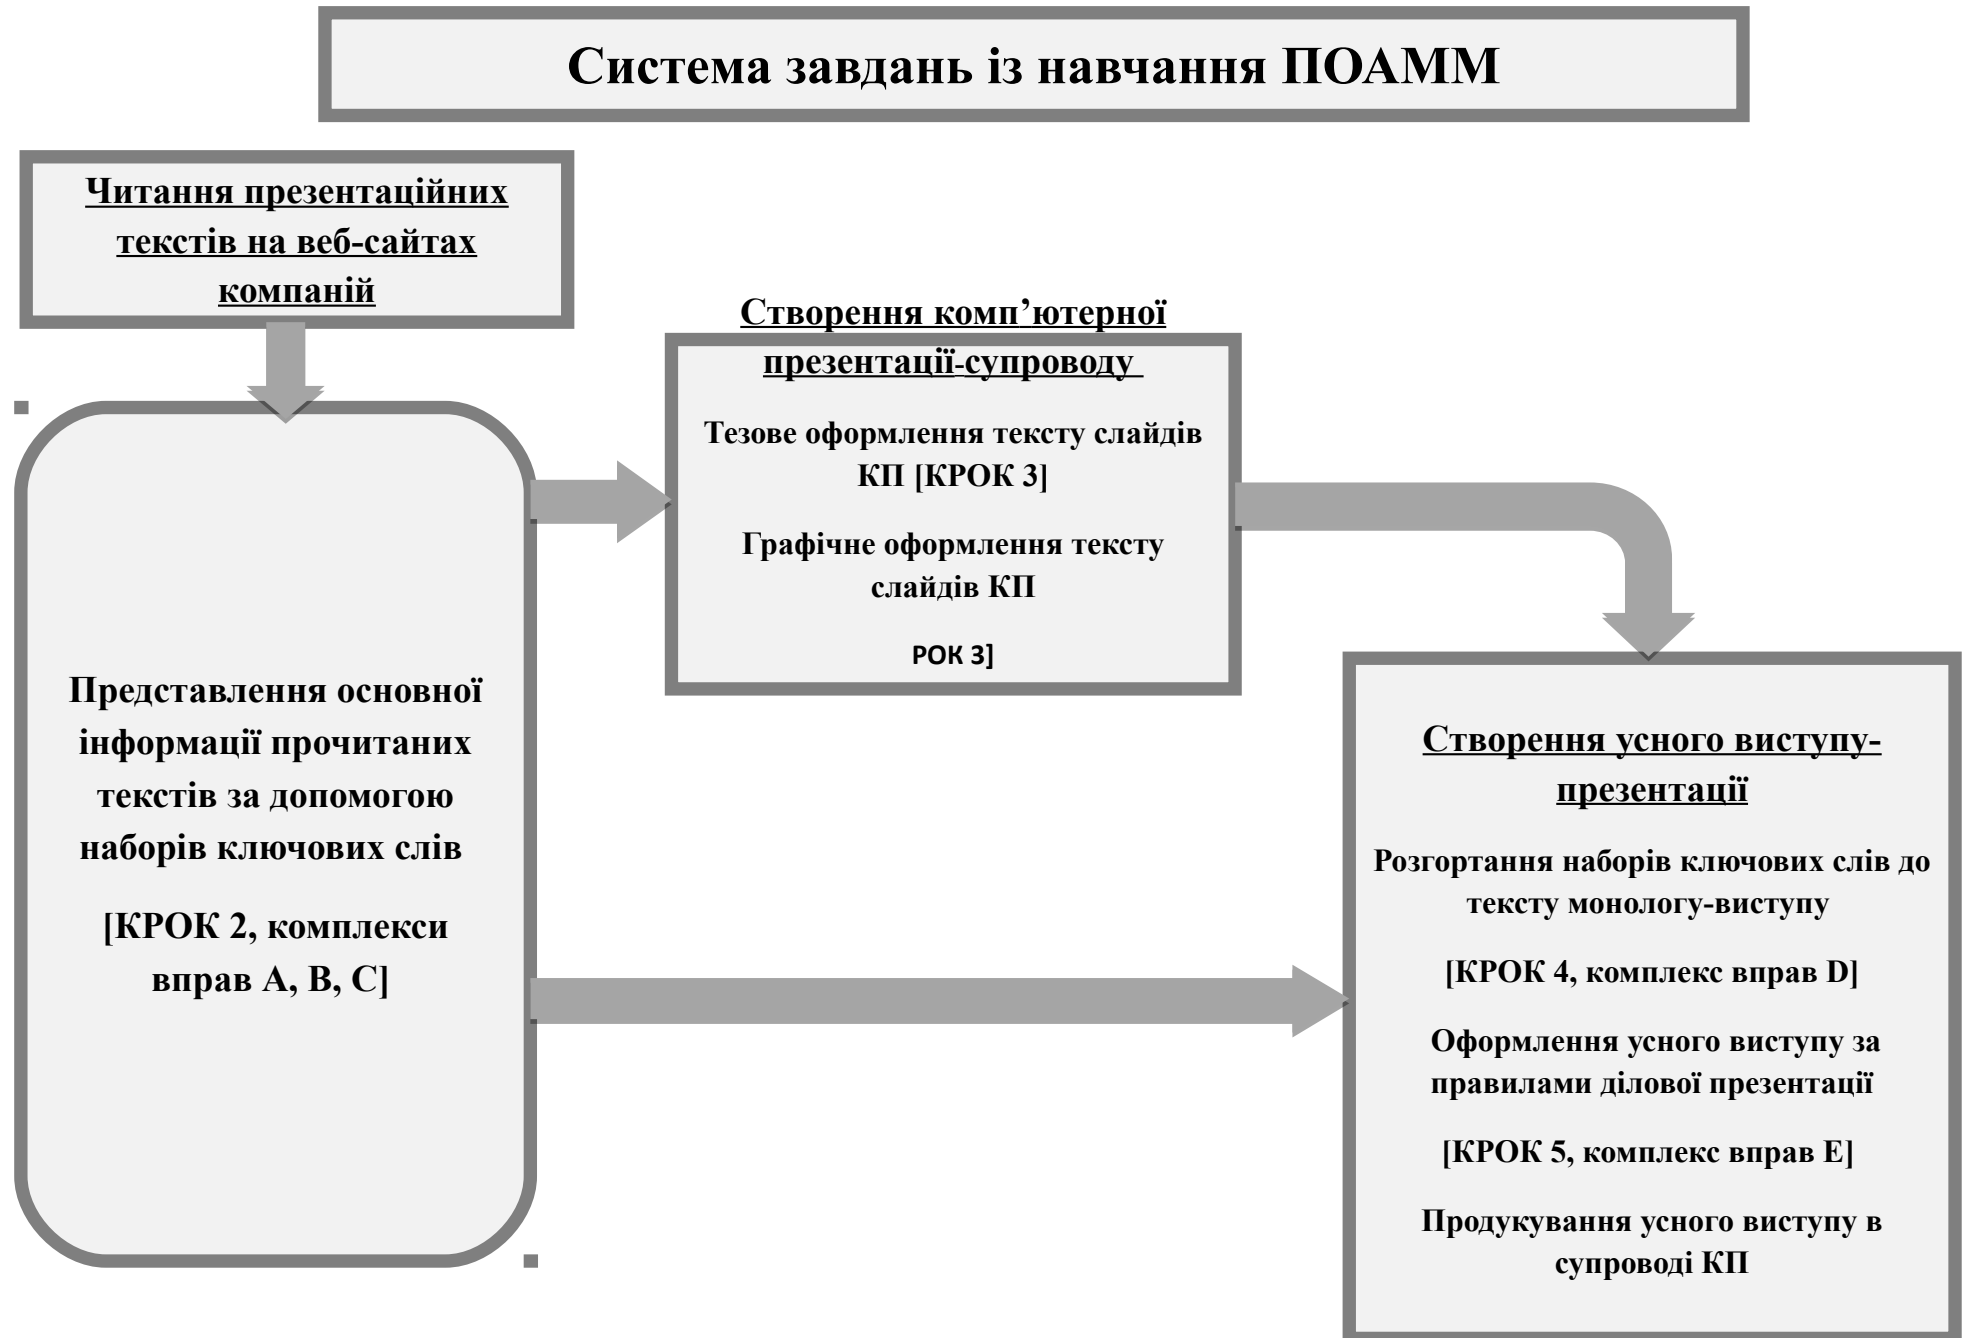 Система завдань із навчання ПОАММ
Читання презентаційних
текстів на веб-сайтах
компаній
Представлення основної
інформації прочитаних
текстів за допомогою
наборів ключових слів
[КРОК 2, комплекси
вправ A, B, C]
Створення комп’ютерної
презентації-супроводу
Тезове оформлення тексту слайдів
КП [КРОК 3]
Графічне оформлення тексту
слайдів КП
РОК 3]
Створення усного виступу-
презентації
Розгортання наборів ключових слів до
тексту монологу-виступу
[КРОК 4, комплекс вправ D]
Оформлення усного виступу за
правилами ділової презентації
[КРОК 5, комплекс вправ E]
Продукування усного виступу в
супроводі КП